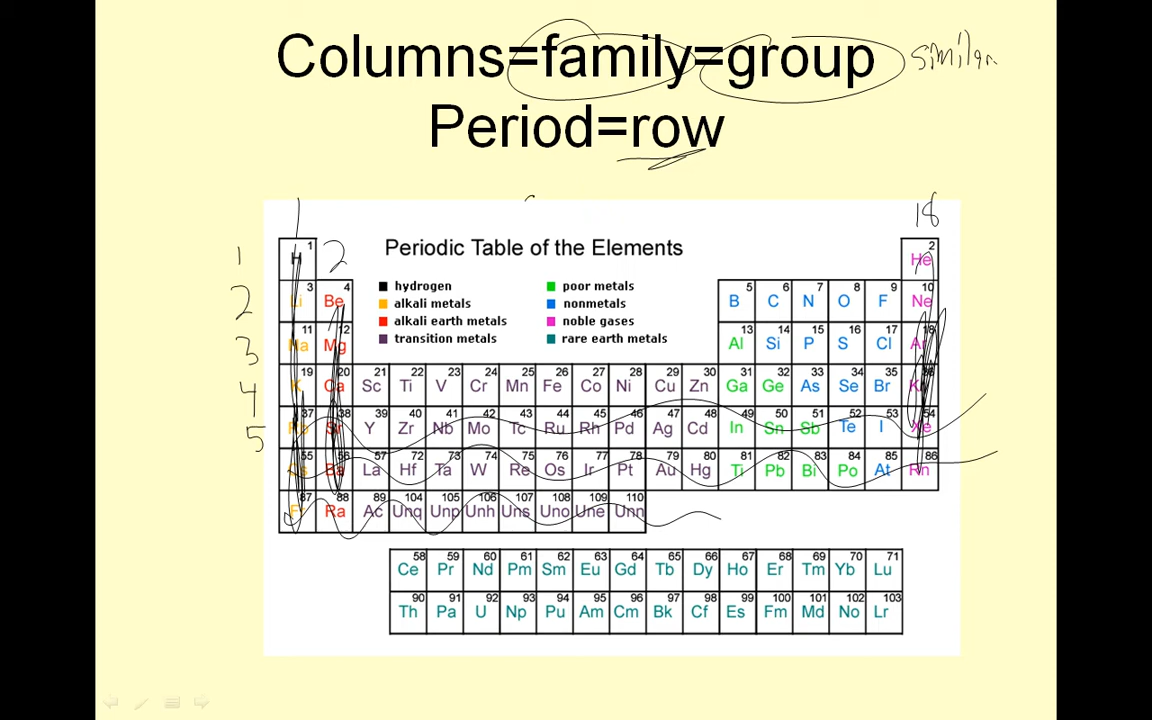 Columns=family=group similar
Period=row
18
1
1 H 1 2 Periodic Table of the Elements He 2
hydrogen poor metals
2 Li 3 Be 4 alkali metals nonmetals B 5 C 6 N 7 O 8 F 9 Ne 10
alkali earth metals noble gases
3 Na 11 Mg 12 transition metals rare earth metals Al 13 Si 14 P 15 S 16 Cl 17 Ar 18
4 K 19 Ca 20 Sc 21 Ti 22 V 23 Cr 24 Mn 25 Fe 26 Co 27 Ni 28 Cu 29 Zn 30 Ga 31 Ge 32 As 33 Se 34 Br 35 Kr 36
5 Rb 37 Sr 38 Y 39 Zr 40 Nb 41 Mo 42 Tc 43 Ru 44 Rh 45 Pd 46 Ag 47 Cd 48 In 49 Sn 50 Sb 51 Te 52 I 53 Xe 54
Cs 55 Ba 56 La 57 Hf 72 Ta 73 W 74 Re 75 Os 76 Ir 77 Pt 78 Au 79 Hg 80 Ti 81 Pb 82 Bi 83 Po 84 At 85 Rn 86
Fr 87 Ra 88 Ac 89 Unq 104 Unp 105 Unh 106 Uns 107 Uno 108 Une 109 Unn 110
Ce 58 Pr 59 Nd 60 Pm 61 Sm 62 Eu 63 Gd 64 Tb 65 Dy 66 Ho 67 Er 68 Tm 69 Yb 70 Lu 71
Th 90 Pa 91 U 92 Np 93 Pu 94 Am 95 Cm 96 Bk 97 Cf 98 Es 99 Fm 100 Md 101 No 102 Lr 103